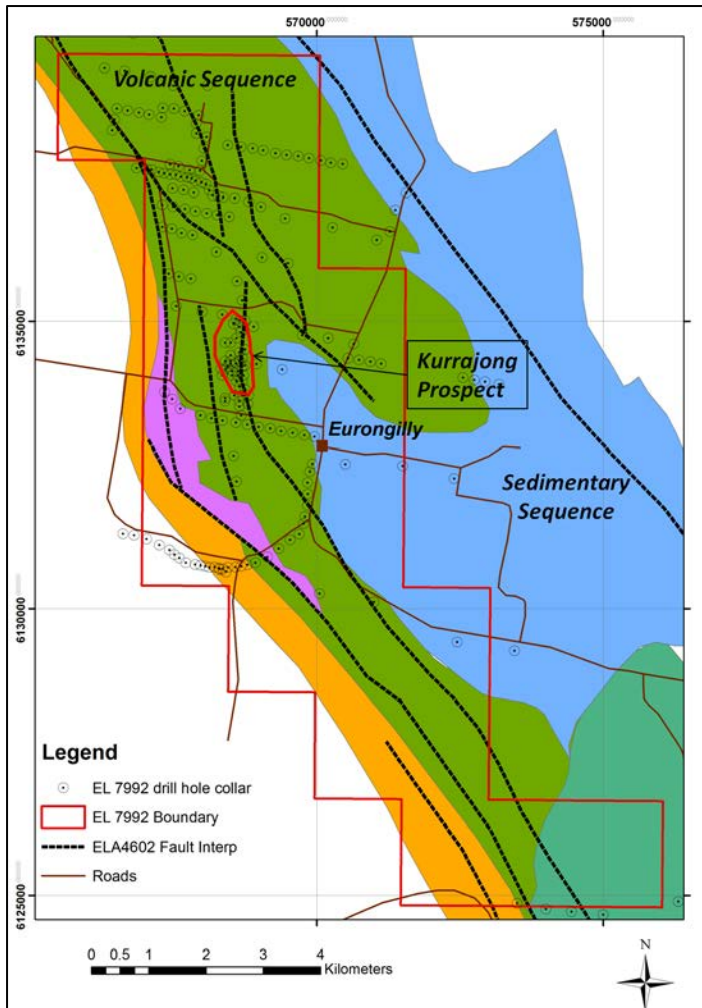 570000
575000
Volcanic Sequence
6135000
Kurrajong
Prospect
Eurongilly
Sedimentary
Sequence
6130000
Legend
EL 7992 drill hole collar
EL 7992 Boundary
ELA4602 Fault Interp
Roads
6125000
0 0.5 1 2 3 4
Kilometers
N